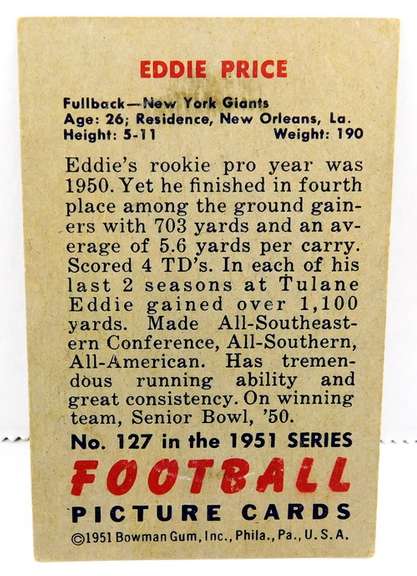 EDDIE PRICE
Fullback—New York Giants
Age: 26; Residence, New Orleans, La.
Height: 5-11 Weight: 190
Eddie's rookie pro year was
1950. Yet he finished in fourth
place among the ground gain-
ers with 703 yards and an av-
erage of 5.6 yards per carry.
Scored 4 TD's. In each of his
last 2 seasons at Tulane
Eddie gained over 1,100
yards. Made All-Southeast-
ern Conference, All-Southern,
All-American. Has tremen-
dous running ability and
great consistency. On winning
team, Senior Bowl, '50.
No. 127 in the 1951 SERIES
FOOTBALL
PICTURE CARDS
©1951 Bowman Gum, Inc., Phila., Pa., U.S.A.